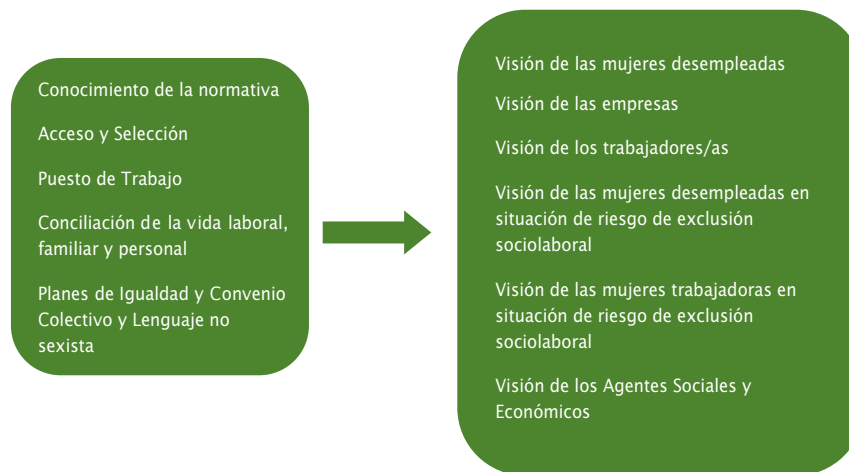 Conocimiento de la normativa
Acceso y Selección
Puesto de Trabajo
Conciliación de la vida laboral,
familiar y personal
Planes de Igualdad y Convenio
Colectivo y Lenguaje no
sexista
Visión de las mujeres desempleadas
Visión de las empresas
Visión de los trabajadores/as
Visión de las mujeres desempleadas en
situación de riesgo de exclusión
sociolaboral
Visión de las mujeres trabajadoras en
situación de riesgo de exclusión
sociolaboral
Visión de los Agentes Sociales y
Económicos